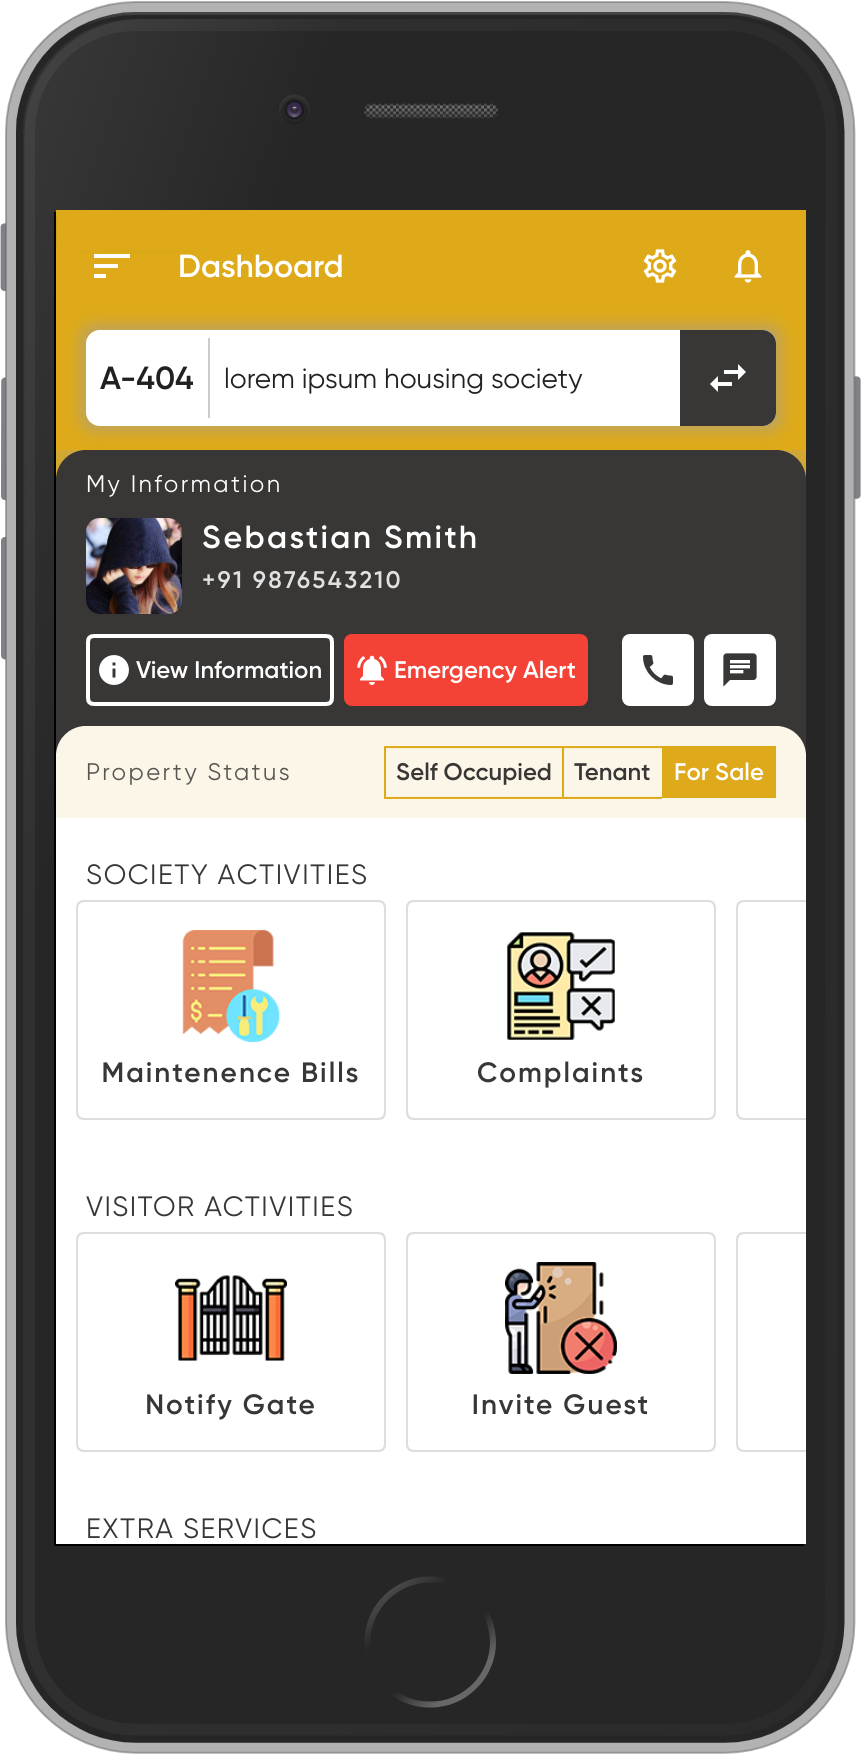 Dashboard
A-404 lorem ipsum housing society
My Information
Sebastian Smith
+91 9876543210
View Information Emergency Alert
Property Status Self Occupied Tenant For Sale
SOCIETY ACTIVITIES
$
Maintenence Bills Complaints
VISITOR ACTIVITIES
Notify Gate Invite Guest
EXTRA SERVICES